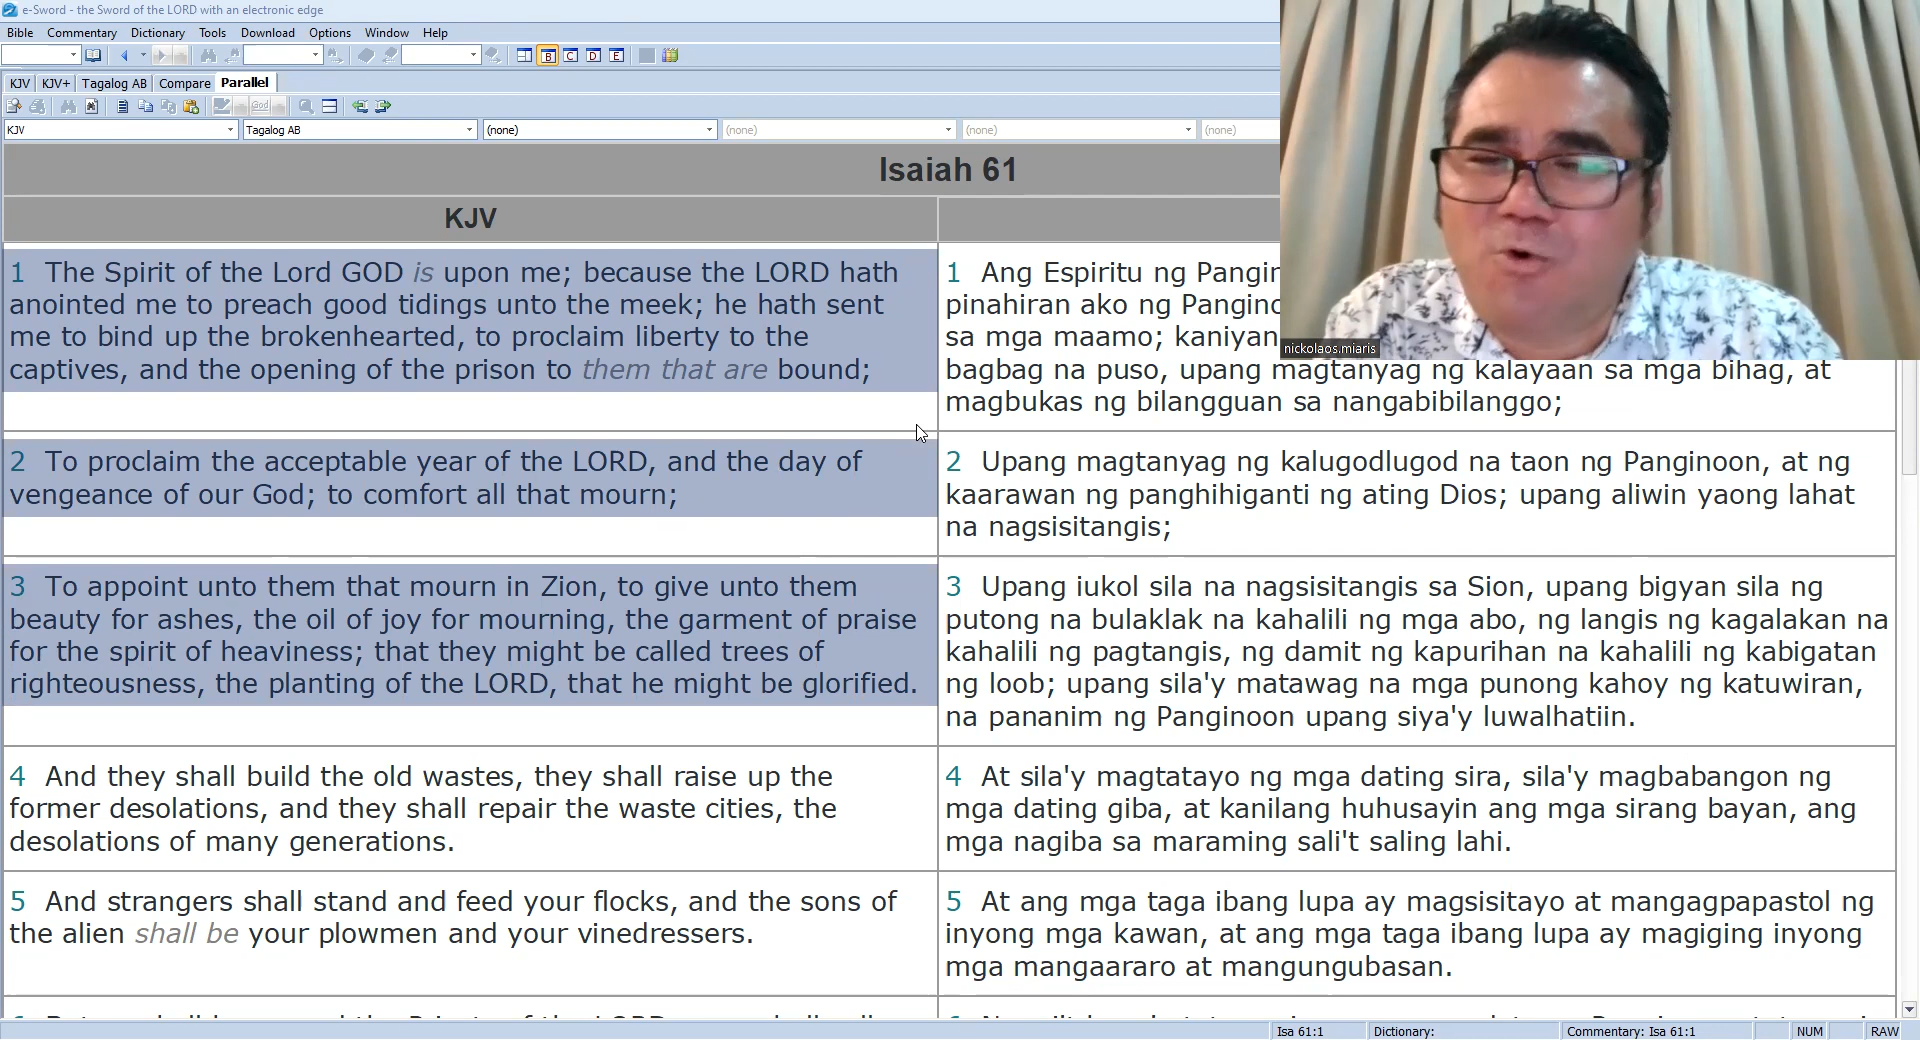 e-Sword - the Sword of the LORD with an electronic edge
Bible Commentary Dictionary Tools Download Options Window Help
B C D E
KJV KJV+ Tagalog AB Compare Parallel
God
KJV Tagalog AB (none) (none) (none) (none)
Isaiah 61
KJV
1 The Spirit of the Lord GOD is upon me; because the LORD hath
anointed me to preach good tidings unto the meek; he hath sent
me to bind up the brokenhearted, to proclaim liberty to the
captives, and the opening of the prison to them that are bound;
1 Ang Espiritu ng
pinahiran ako ng
sa mga maamo;
bagbag na puso, upang magtanyag ng kalayaan sa mga bihag, at
magbukas ng bilangguan sa nangabibilanggo;
nickolaos.miaris
2 To proclaim the acceptable year of the LORD, and the day of
vengeance of our God; to comfort all that mourn;
2 Upang magtanyag ng kalugodlugod na taon ng Panginoon, at ng
kaarawan ng panghihiganti ng ating Dios; upang aliwin yaong lahat
na nagsisitangis;
3 To appoint unto them that mourn in Zion, to give unto them
beauty for ashes, the oil of joy for mourning, the garment of praise
for the spirit of heaviness; that they might be called trees of
righteousness, the planting of the LORD, that he might be glorified.
3 Upang iukol sila na nagsisitangis sa Sion, upang bigyan sila ng
putong na bulaklak na kahalili ng mga abo, ng langis ng kagalakan na
kahalili ng pagtangis, ng damit ng kapurihan na kahalili ng kabigatan
ng loob; upang sila'y matawag na mga punong kahoy ng katuwiran,
na pananim ng Panginoon upang siya'y luwalhatiin.
4 And they shall build the old wastes, they shall raise up the
former desolations, and they shall repair the waste cities, the
desolations of many generations.
4 At sila'y magtatayo ng mga dating sira, sila'y magbabangon ng
mga dating giba, at kanilang huhusayin ang mga sirang bayan, ang
mga nagiba sa maraming sali't saling lahi.
5 And strangers shall stand and feed your flocks, and the sons of
the alien shall be your plowmen and your vinedressers.
5 At ang mga taga ibang lupa ay magsisitayo at mangagpapastol ng
inyong mga kawan, at ang mga taga ibang lupa ay magiging inyong
mga mangaararo at mangungubasan.
Isa 61:1 Dictionary: Commentary: Isa 61:1 NUM RAW